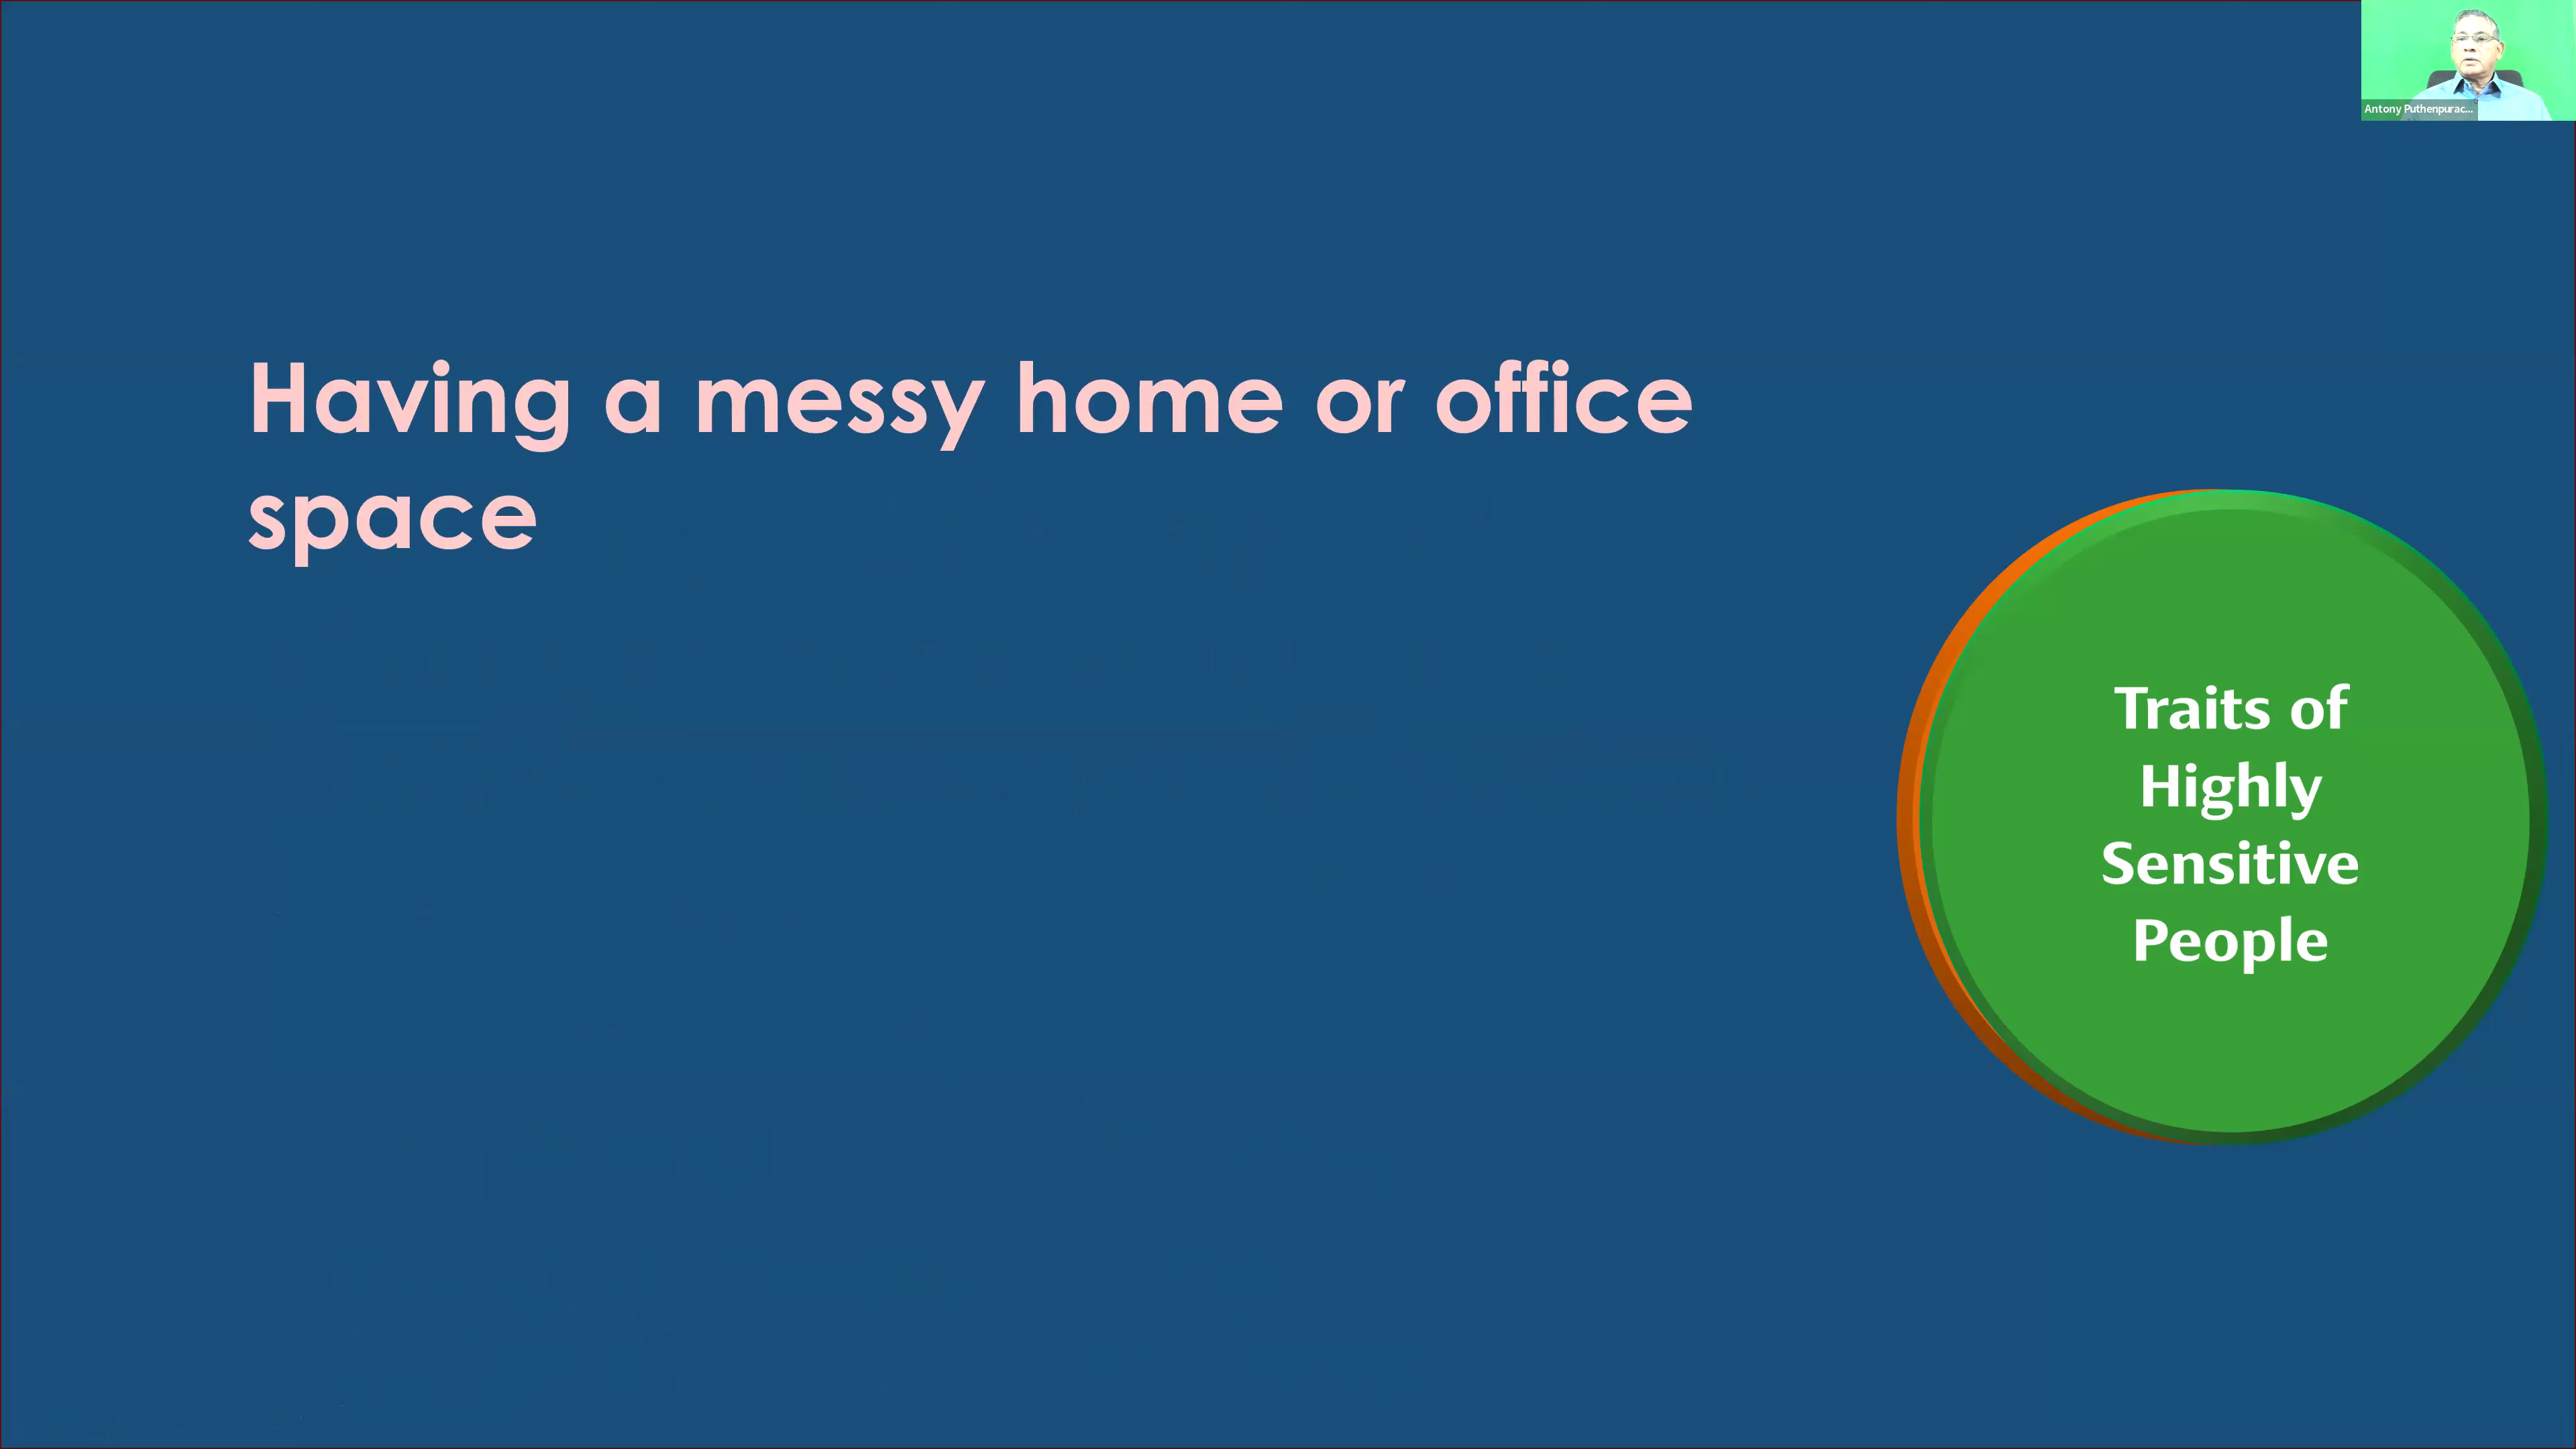 Antony Puthenpurac...
Having a messy home or office
space
Traits of
Highly
Sensitive
People